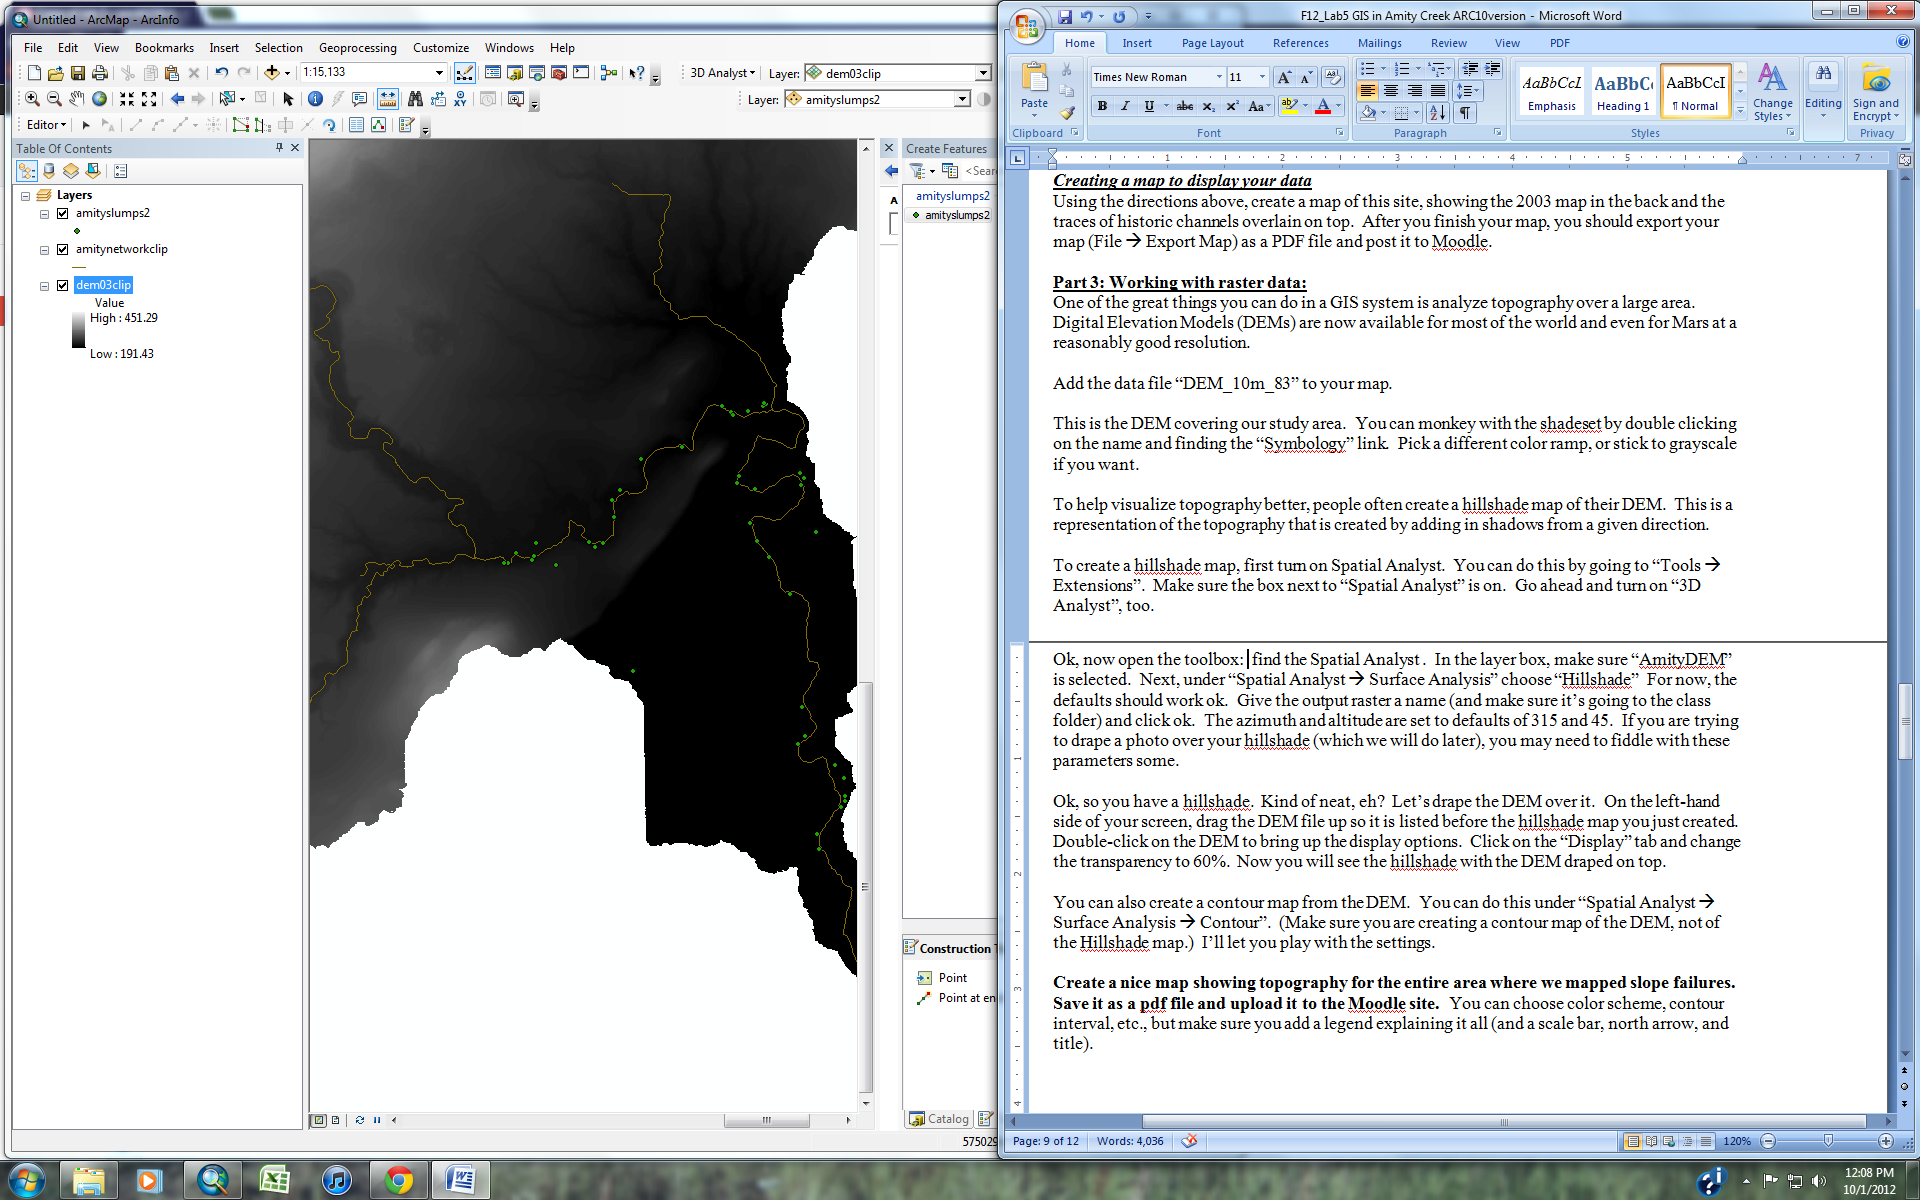 Untitled - ArcMap - ArcInfo
File Edit View Bookmarks Insert Selection Geoprocessing Customize Windows Help
1:15,133
3D Analyst
Layer: dem03clip
Layer: amityslumps2
Editor
Table Of Contents
Layers
amityslumps2
amitynetworkclip
dem03clip
Value
High : 451.29
Low : 191.43
Create Features
<Sear
amityslumps2
amityslumps2
Construction T
Point
Point at en
Catalog
575029
F12_Lab5 GIS in Amity Creek ARC10version - Microsoft Word
Home Insert Page Layout References Mailings Review View PDF
Paste
Times New Roman 11
AaBbCcI AaBbC AaBbCcI
Emphasis Heading 1 ¶ Normal
Change Styles
Editing
Sign and Encrypt
Clipboard Font Paragraph Styles Privacy
1 2 3 4 5 7
Creating a map to display your data
Using the directions above, create a map of this site, showing the 2003 map in the back and the
traces of historic channels overlain on top. After you finish your map, you should export your
map (File → Export Map) as a PDF file and post it to Moodle.
Part 3: Working with raster data:
One of the great things you can do in a GIS system is analyze topography over a large area.
Digital Elevation Models (DEMs) are now available for most of the world and even for Mars at a
reasonably good resolution.
Add the data file “DEM_10m_83” to your map.
This is the DEM covering our study area. You can monkey with the shadeset by double clicking
on the name and finding the “Symbology” link. Pick a different color ramp, or stick to grayscale
if you want.
To help visualize topography better, people often create a hillshade map of their DEM. This is a
representation of the topography that is created by adding in shadows from a given direction.
To create a hillshade map, first turn on Spatial Analyst. You can do this by going to “Tools →
Extensions”. Make sure the box next to “Spatial Analyst” is on. Go ahead and turn on “3D
Analyst”, too.
Ok, now open the toolbox: find the Spatial Analyst . In the layer box, make sure “AmityDEM”
is selected. Next, under “Spatial Analyst → Surface Analysis” choose “Hillshade” For now, the
defaults should work ok. Give the output raster a name (and make sure it’s going to the class
folder) and click ok. The azimuth and altitude are set to defaults of 315 and 45. If you are trying
to drape a photo over your hillshade (which we will do later), you may need to fiddle with these
parameters some.
Ok, so you have a hillshade. Kind of neat, eh? Let’s drape the DEM over it. On the left-hand
side of your screen, drag the DEM file up so it is listed before the hillshade map you just created.
Double-click on the DEM to bring up the display options. Click on the “Display” tab and change
the transparency to 60%. Now you will see the hillshade with the DEM draped on top.
You can also create a contour map from the DEM. You can do this under “Spatial Analyst →
Surface Analysis → Contour”. (Make sure you are creating a contour map of the DEM, not of
the Hillshade map.) I’ll let you play with the settings.
Create a nice map showing topography for the entire area where we mapped slope failures.
Save it as a pdf file and upload it to the Moodle site. You can choose color scheme, contour
interval, etc., but make sure you add a legend explaining it all (and a scale bar, north arrow, and
title).
Page: 9 of 12 Words: 4,036 120%
12:08 PM
10/1/2012